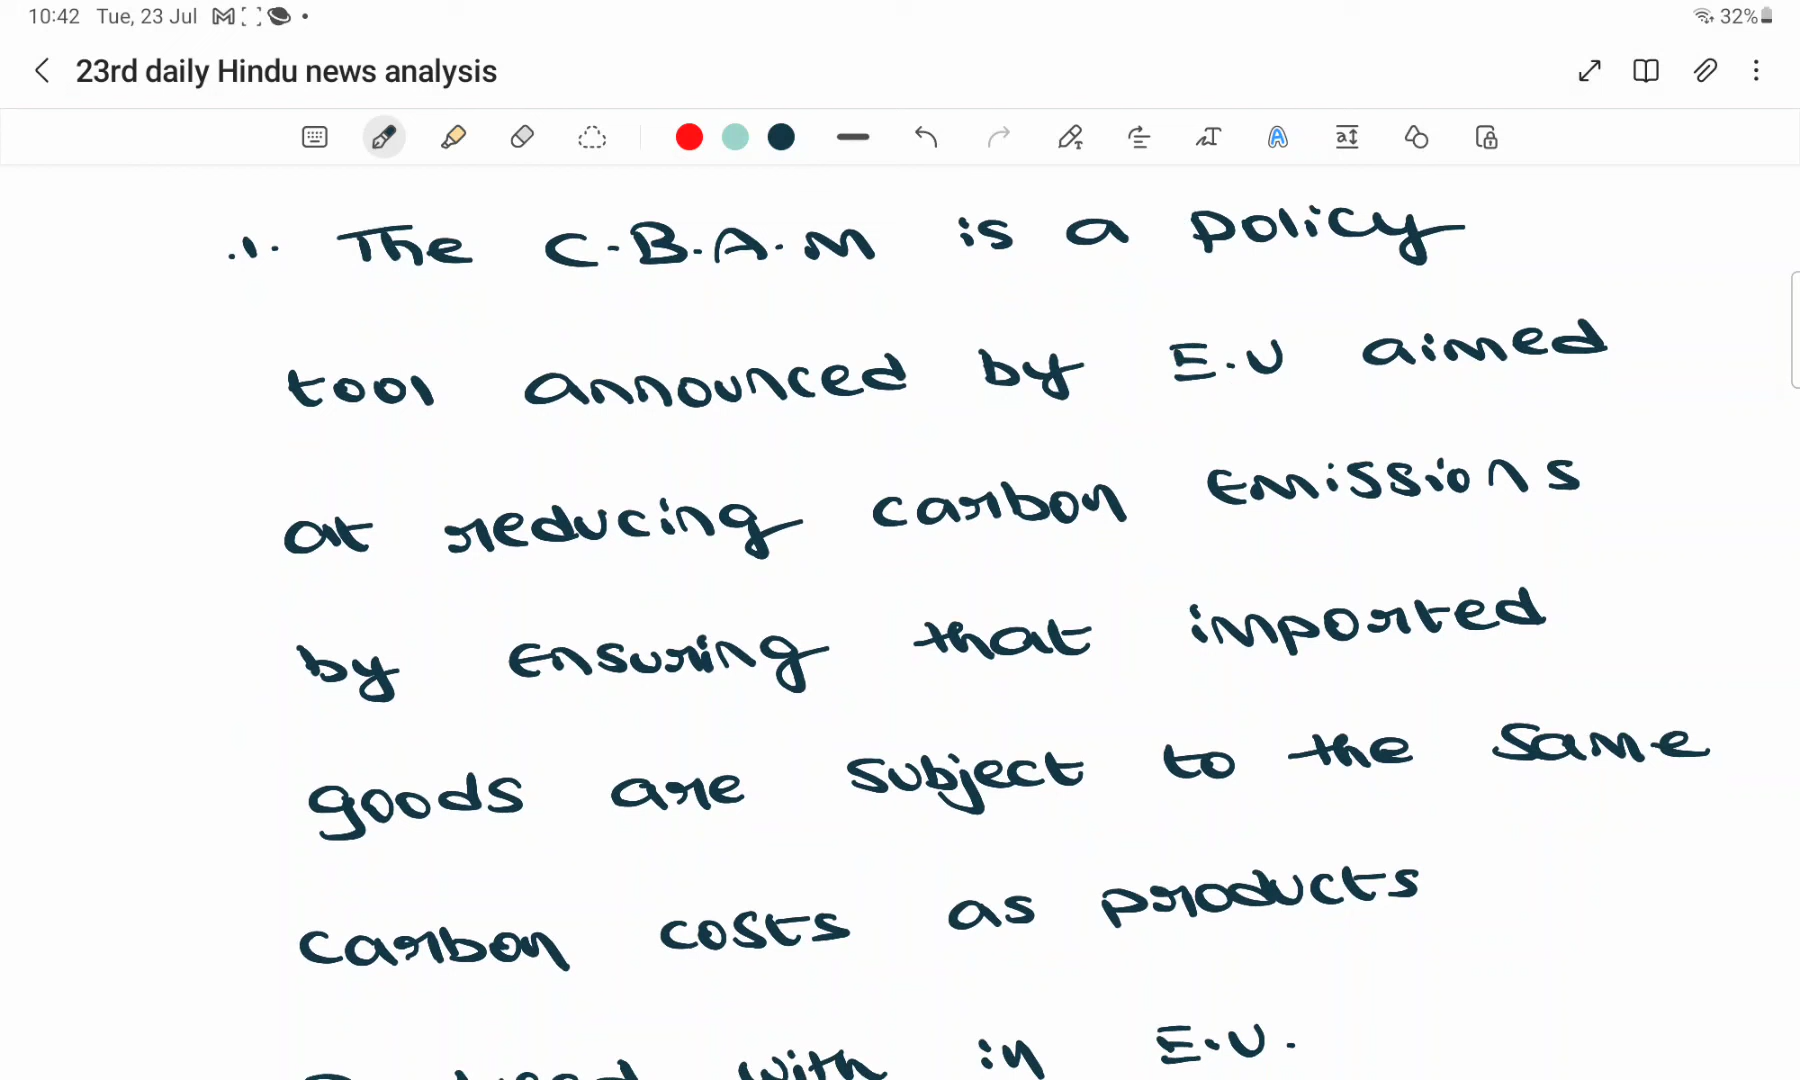 10:42 Tue, 23 Jul
32%
23rd daily Hindu news analysis
.1. The C.B.A.M is a policy
tool announced by E.U aimed
at reducing carbon emissions
by ensuring that imported
goods are subject to the same
carbon costs as products
with in E.U.